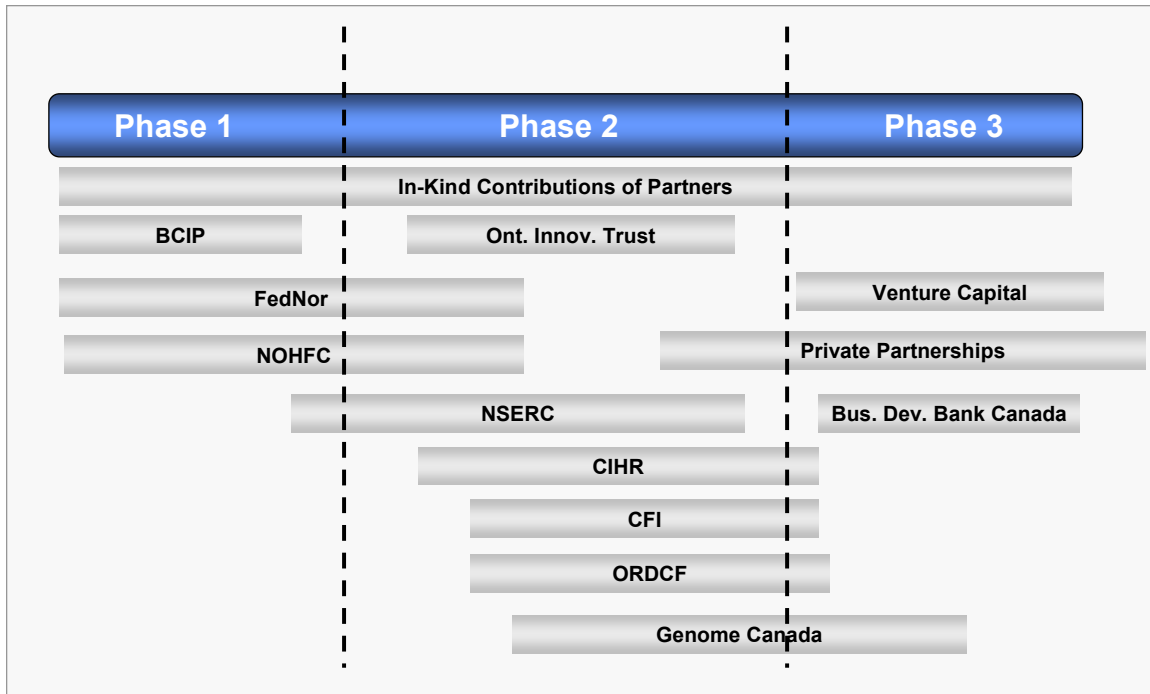 Phase 1 Phase 2 Phase 3
In-Kind Contributions of Partners
BCIP Ont. Innov. Trust
FedNor Venture Capital
NOHFC Private Partnerships
NSERC Bus. Dev. Bank Canada
CIHR
CFI
ORDCF
Genome Canada